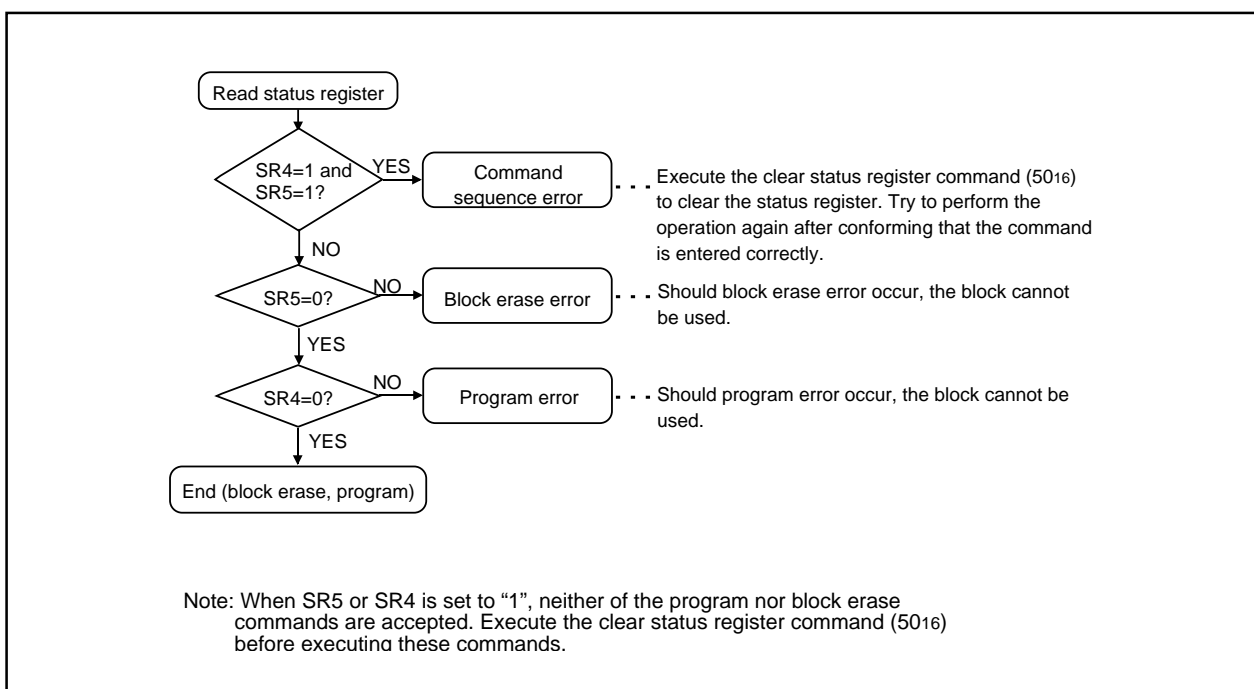 Read status register
SR4=1 and
SR5=1?
YES
Command
sequence error
Execute the clear status register command (5016)
to clear the status register. Try to perform the
operation again after conforming that the command
is entered correctly.
NO
SR5=0?
NO
Block erase error
Should block erase error occur, the block cannot
be used.
YES
SR4=0?
NO
Program error
Should program error occur, the block cannot be
used.
YES
End (block erase, program)
Note: When SR5 or SR4 is set to “1”, neither of the program nor block erase
commands are accepted. Execute the clear status register command (5016)
before executing these commands.